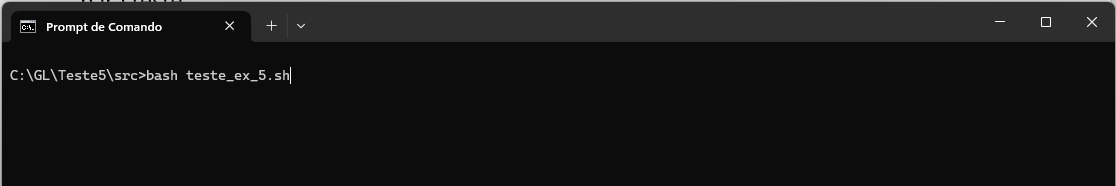 Prompt de Comando
C:\GL\Teste5\src>bash teste_ex_5.sh